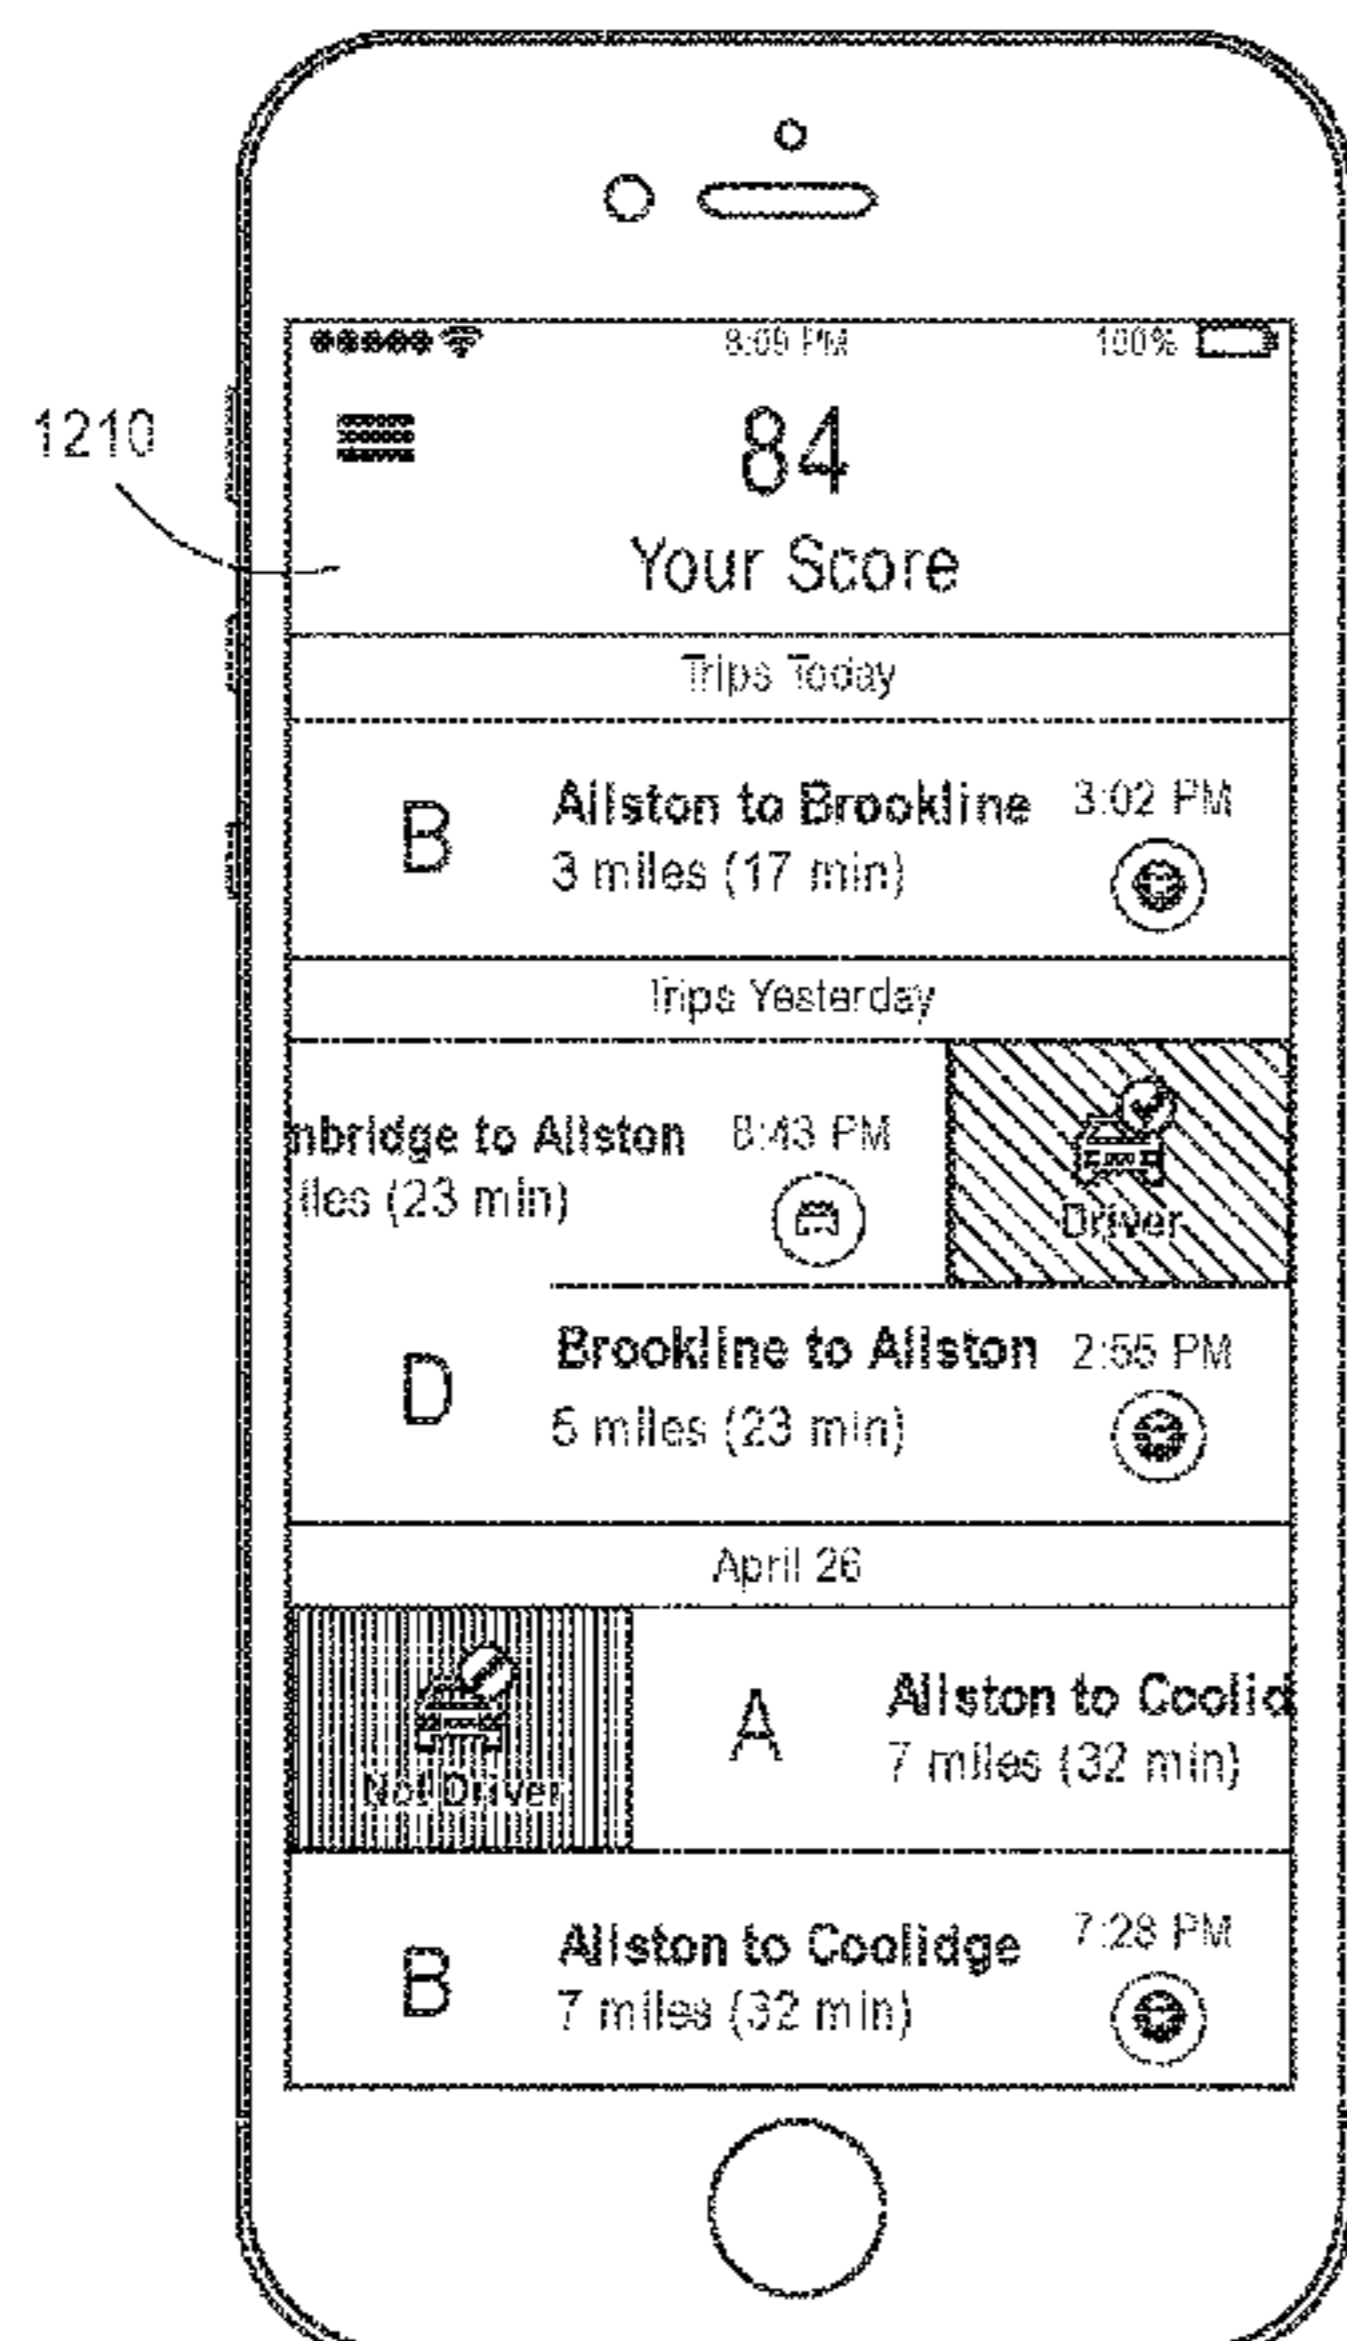 8:09 PM 100%
1210
84
Your Score
Trips Today
B
Allston to Brookline 3:02 PM
3 miles (17 min)
Trips Yesterday
nbridge to Allston 8:43 PM
iles (23 min)
Driver
D
Brookline to Allston 2:55 PM
5 miles (23 min)
April 26
Not Driver
A
Allston to Coolid
7 miles (32 min)
B
Allston to Coolidge 7:28 PM
7 miles (32 min)